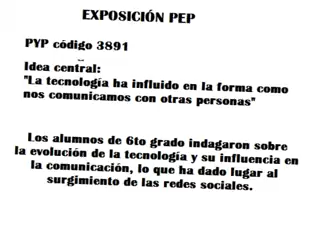 EXPOSICIÓN PEP
PYP código 3891
Idea central:
"La tecnología ha influido en la forma como
nos comunicamos con otras personas"
Los alumnos de 6to grado indagaron sobre
la evolución de la tecnología y su influencia en
la comunicación, lo que ha dado lugar al
surgimiento de las redes sociales.